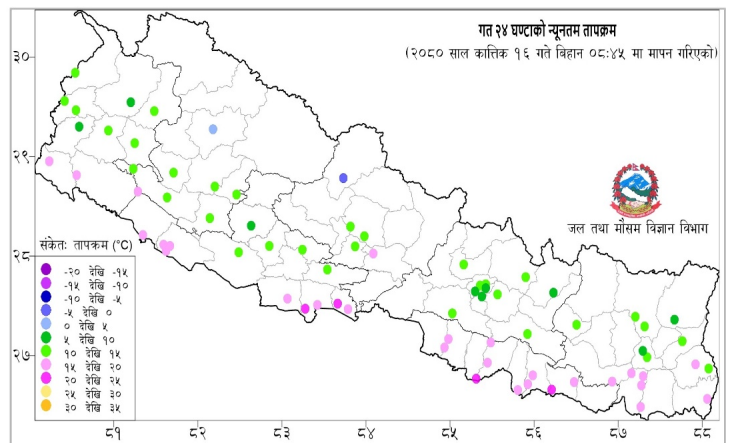 गत २४ घण्टाको न्यूनतम तापक्रम
(२०८० साल कात्तिक १६ गते बिहान ०८:४५ मा मापन गरिएको)
३०
२९
२८
२७
जल तथा मौसम विज्ञान विभाग
संकेतः तापक्रम (°C)
-२० देखि -१५
-१५ देखि -१०
-१० देखि -५
-५ देखि ०
० देखि ५
५ देखि १०
१० देखि १५
१५ देखि २०
२० देखि २५
२५ देखि ३०
३० देखि ३५
८१ ८२ ८३ ८४ ८५ ८६ ८७ ८८